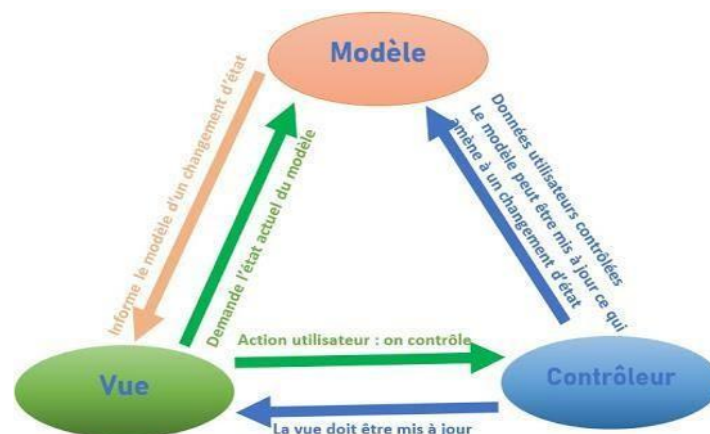 Modèle
Informe le modèle d'un changement d'état
Demande l'état actuel du modèle
Données utilisateurs contrôlées
Le modèle peut être mis à jour ce qui
amène à un changement d'état
Action utilisateur : on contrôle
Vue
Contrôleur
La vue doit être mis à jour